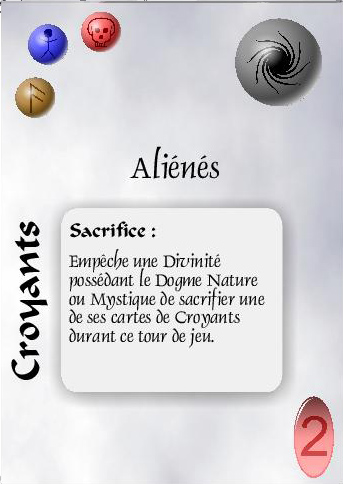 Aliénés
Croyants
Sacrifice :
Empêche une Divinité
possédant le Dogme Nature
ou Mystique de sacrifier une
de ses cartes de Croyants
durant ce tour de jeu.
2